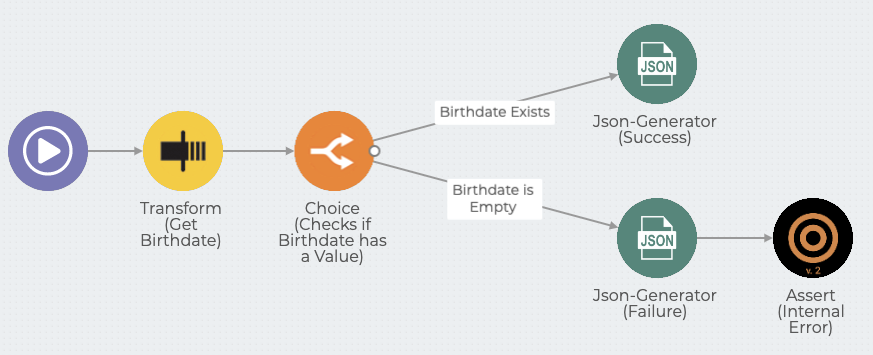 JSON
Birthdate Exists
Json-Generator
(Success)
Transform
(Get
Birthdate)
Choice
(Checks if
Birthdate has
a Value)
Birthdate is
Empty
JSON
Json-Generator
(Failure)
v. 2
Assert
(Internal
Error)